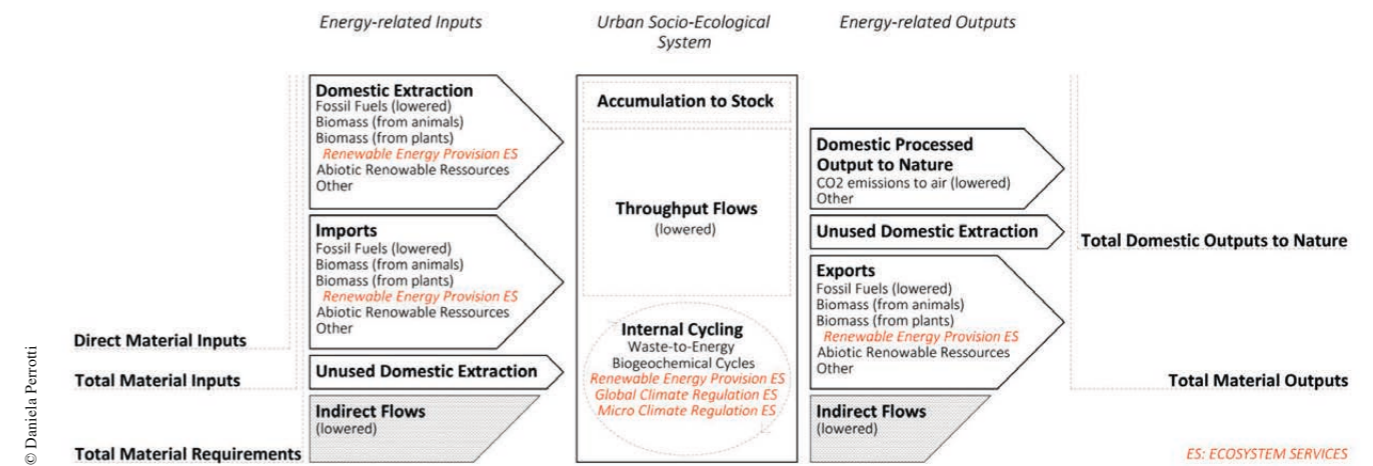 Energy-related Inputs
Urban Socio-Ecological
System
Energy-related Outputs
Domestic Extraction
Fossil Fuels (lowered)
Biomass (from animals)
Biomass (from plants)
Renewable Energy Provision ES
Abiotic Renewable Ressources
Other
Imports
Fossil Fuels (lowered)
Biomass (from animals)
Biomass (from plants)
Renewable Energy Provision ES
Abiotic Renewable Ressources
Other
Unused Domestic Extraction
Indirect Flows
(lowered)
Direct Material Inputs
Total Material Inputs
Total Material Requirements
Accumulation to Stock
Throughput Flows
(lowered)
Internal Cycling
Waste-to-Energy
Biogeochemical Cycles
Renewable Energy Provision ES
Global Climate Regulation ES
Micro Climate Regulation ES
Domestic Processed
Output to Nature
CO2 emissions to air (lowered)
Other
Unused Domestic Extraction
Exports
Fossil Fuels (lowered)
Biomass (from animals)
Biomass (from plants)
Renewable Energy Provision ES
Abiotic Renewable Ressources
Other
Indirect Flows
(lowered)
Total Domestic Outputs to Nature
Total Material Outputs
ES: ECOSYSTEM SERVICES
© Daniela Perrotti